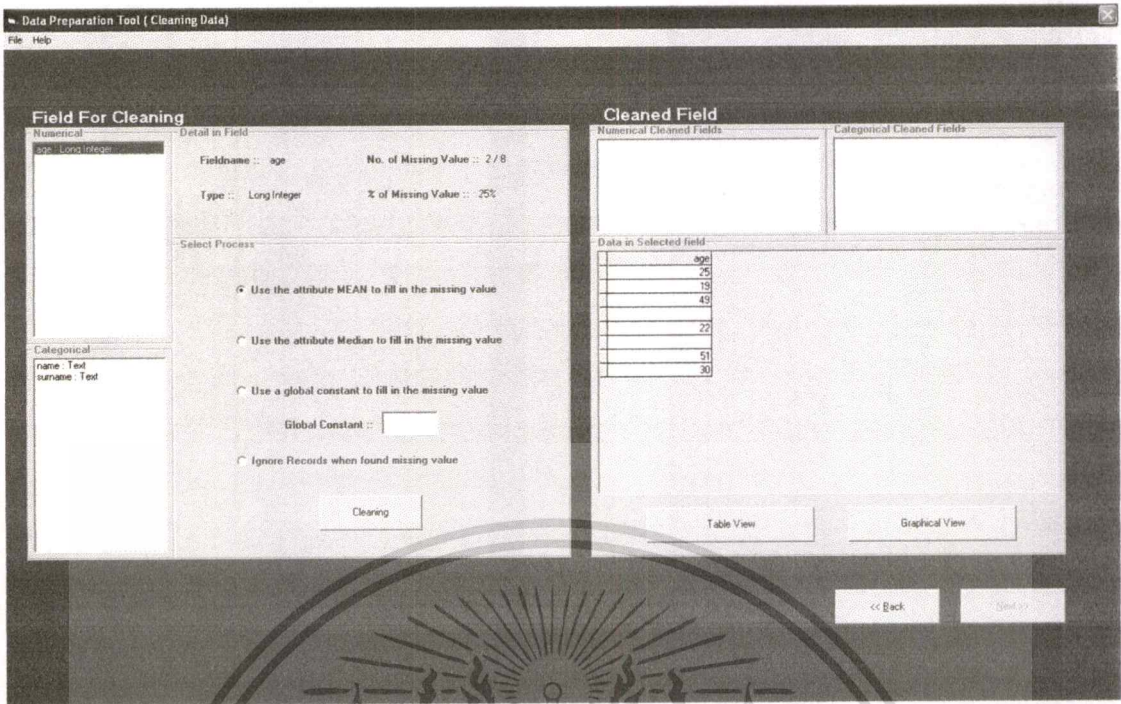 Data Preparation Tool ( Cleaning Data)
File Help
Field For Cleaning
Numerical
age : Long Integer
Categorical
name : Text
surname : Text
Detail in Field
Fieldname :: age
No. of Missing Value :: 2 / 8
Type :: Long Integer
% of Missing Value :: 25%
Select Process
Use the attribute MEAN to fill in the missing value
Use the attribute Median to fill in the missing value
Use a global constant to fill in the missing value
Global Constant ::
Ignore Records when found missing value
Cleaning
Cleaned Field
Numerical Cleaned Fields
Categorical Cleaned Fields
Data in Selected field
age
25
19
49
22
51
30
Table View
Graphical View
<< Back
Next >>